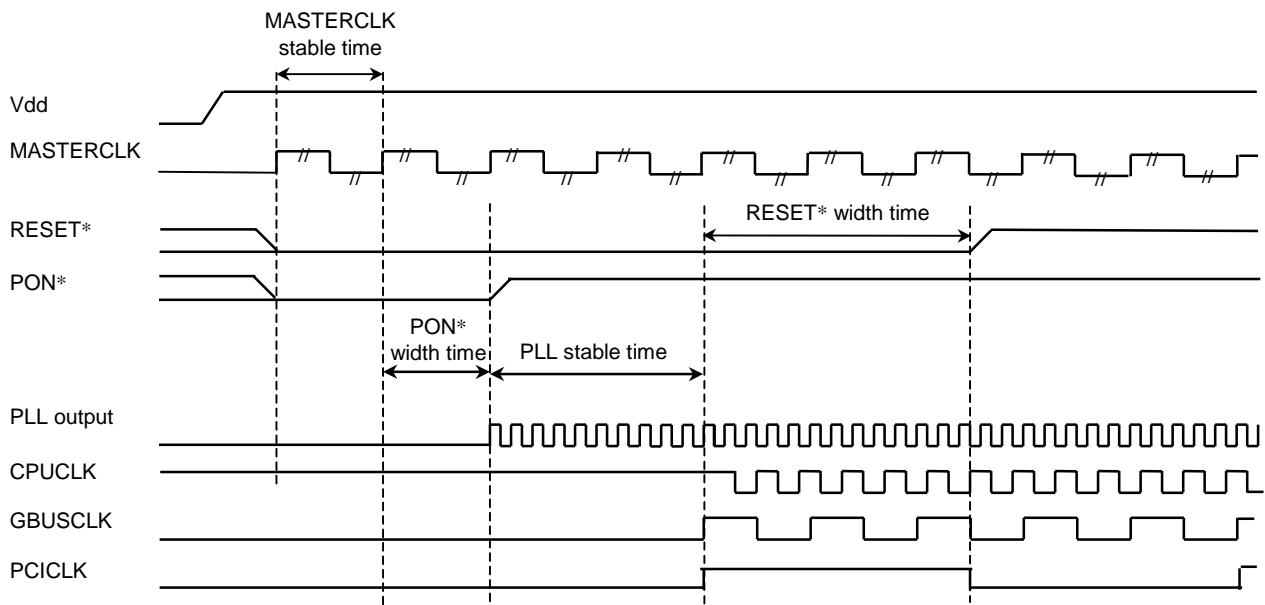 MASTERCLK
stable time
Vdd
MASTERCLK
RESET*
RESET* width time
PON*
PON*
width time
PLL stable time
PLL output
CPUCLK
GBUSCLK
PCICLK